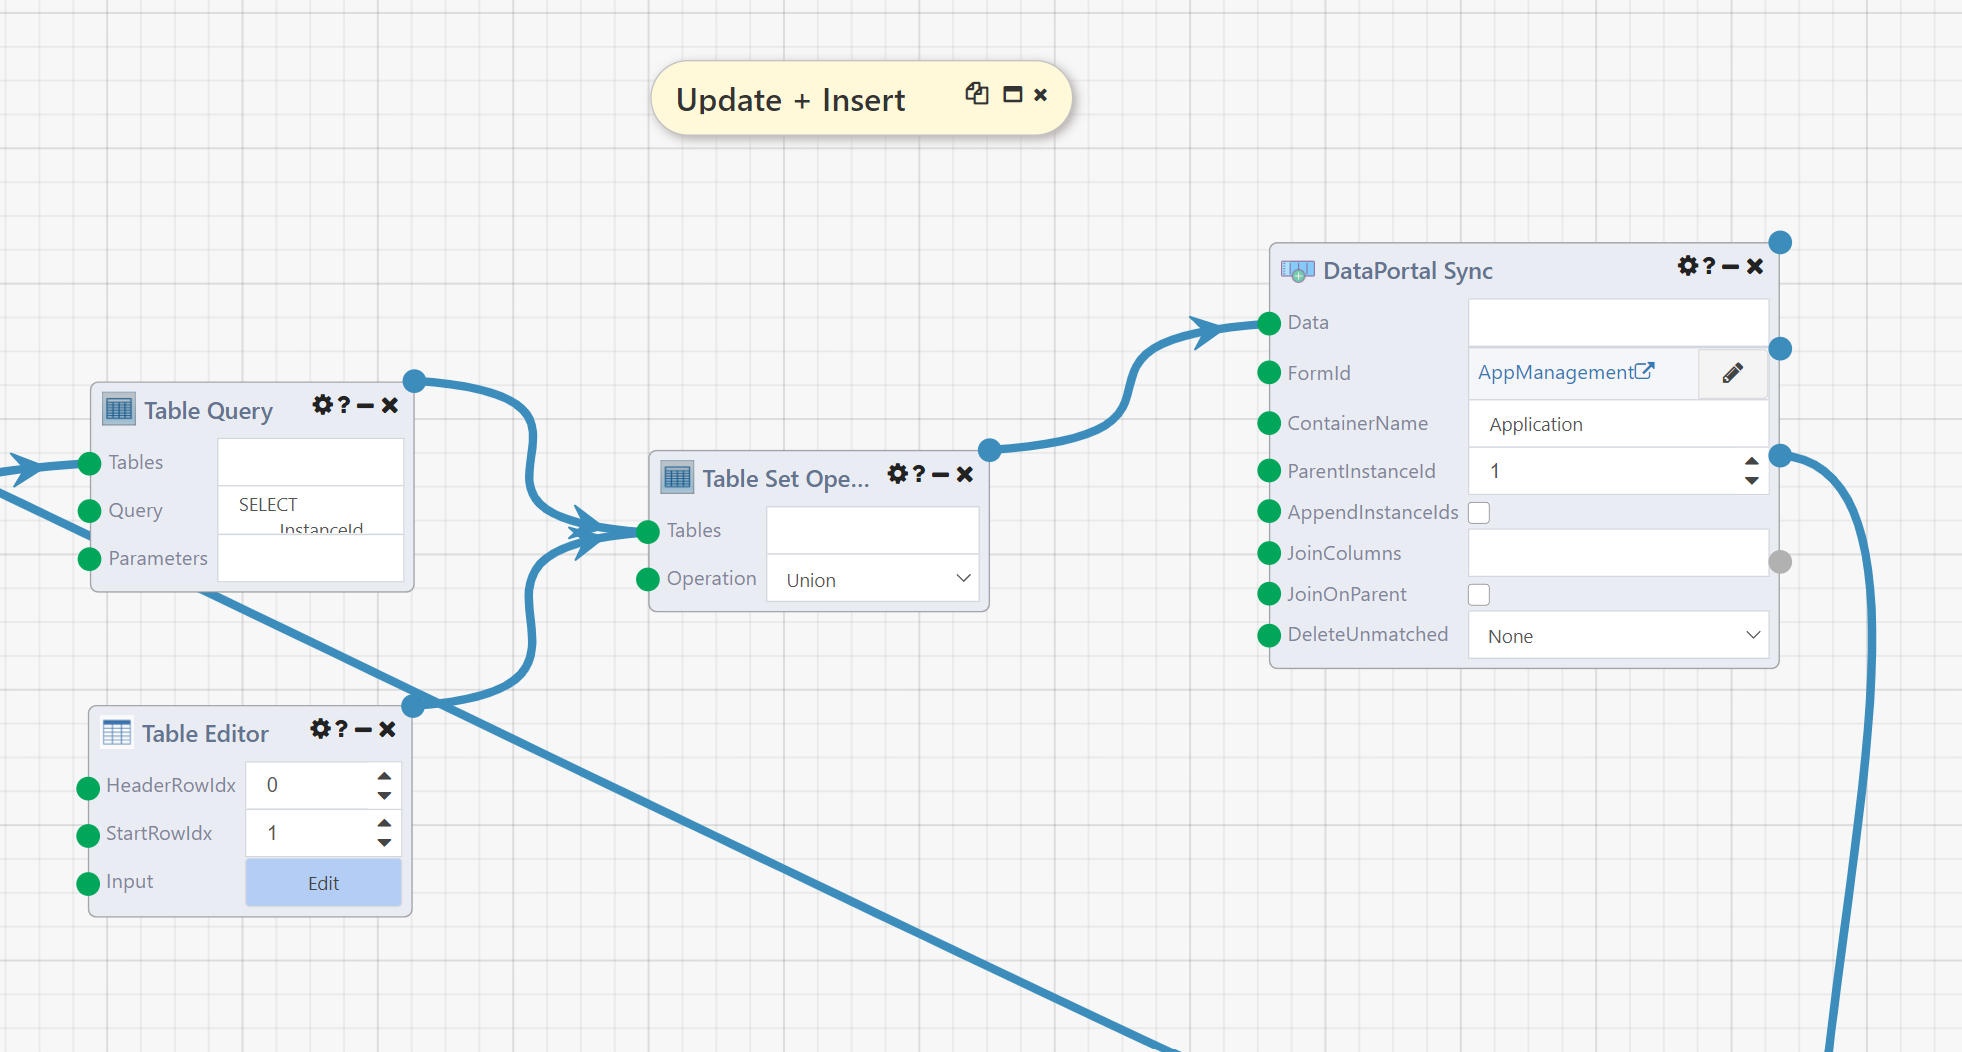 Update + Insert
DataPortal Sync
?
Data
FormId
AppManagement
ContainerName
Application
ParentInstanceId
1
AppendInstanceIds
JoinColumns
JoinOnParent
DeleteUnmatched
None
Table Query
?
Tables
Query
SELECT
InstanceId
Parameters
Table Set Ope...
?
Tables
Operation
Union
Table Editor
?
HeaderRowIdx
0
StartRowIdx
1
Input
Edit